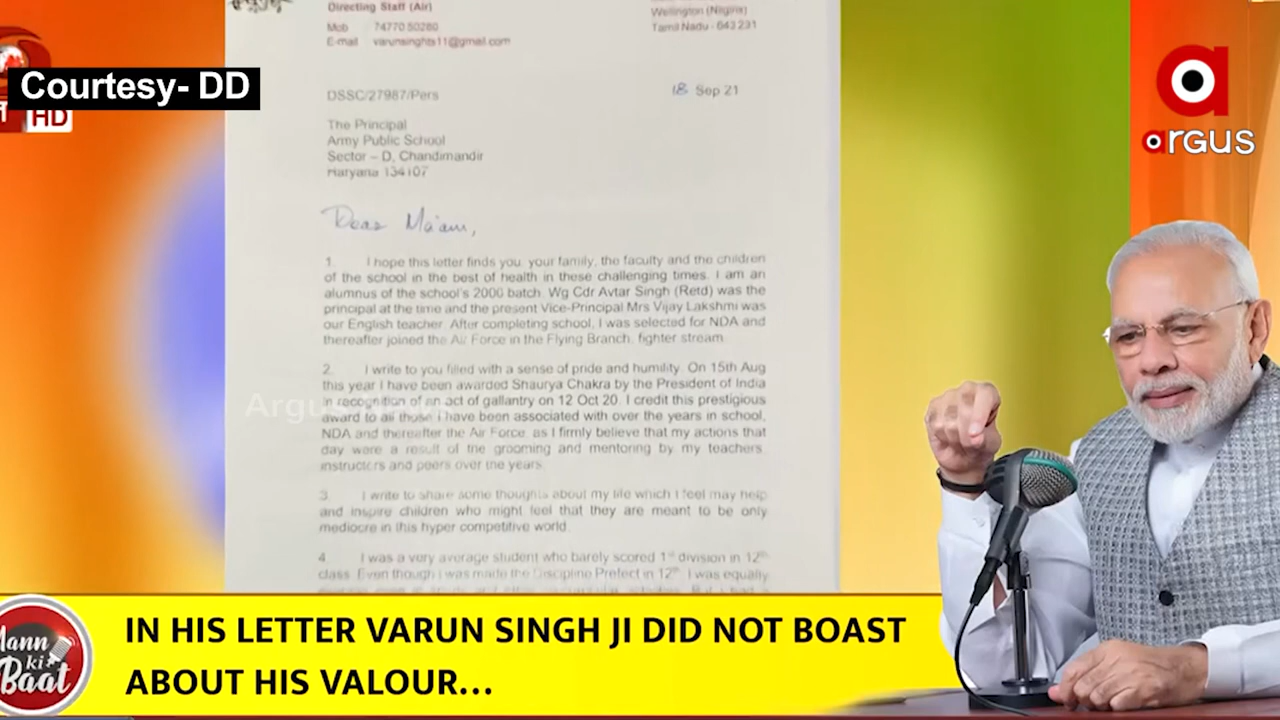 Directing Staff (Air)
Mob 74770 50260
E-mail varunsinghts11@gmail.com
Wellington (Nilgiris)
Tamil Nadu - 643 231
Courtesy- DD
HD
argus
DSSC/27987/Pers
18 Sep 21
The Principal
Army Public School
Sector – D, Chandimandir
Haryana 134107
Dear Ma'am,
1. I hope this letter finds you, your family, the faculty and the children
of the school in the best of health in these challenging times. I am an
alumnus of the school's 2000 batch. Wg Cdr Avtar Singh (Retd) was the
principal at the time and the present Vice-Principal Mrs Vijay Lakshmi was
our English teacher. After completing school, I was selected for NDA and
thereafter joined the Air Force in the Flying Branch, fighter stream.
2. I write to you filled with a sense of pride and humility. On 15th Aug
this year I have been awarded Shaurya Chakra by the President of India
in recognition of an act of gallantry on 12 Oct 20. I credit this prestigious
award to all those I have been associated with over the years in school,
NDA and thereafter the Air Force, as I firmly believe that my actions that
day were a result of the grooming and mentoring by my teachers,
instructors and peers over the years.
3. I write to share some thoughts about my life which I feel may help
and inspire children who might feel that they are meant to be only
mediocre in this hyper competitive world.
4. I was a very average student who barely scored 1st division in 12th
class. Even though I was made the Discipline Prefect in 12th, I was equally
Argus
Mann
ki
Baat
IN HIS LETTER VARUN SINGH JI DID NOT BOAST
ABOUT HIS VALOUR...